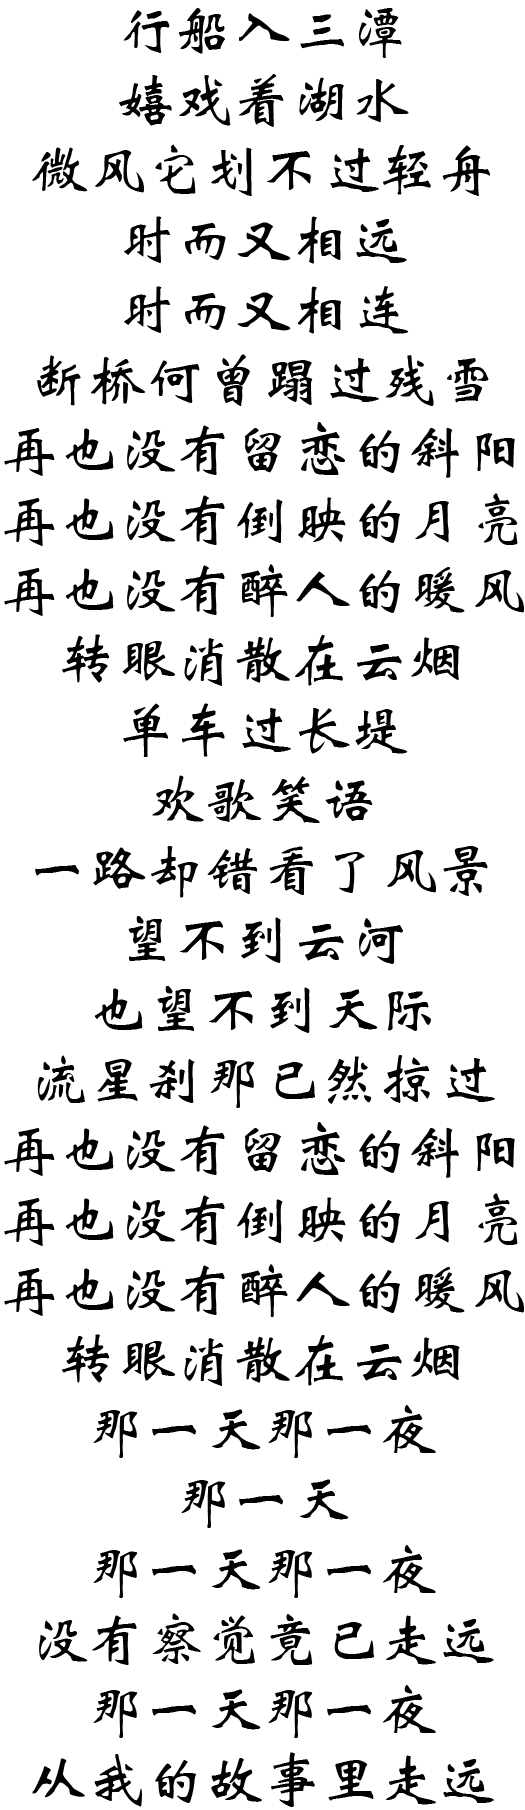 行船入三潭
嬉戏着湖水
微风它划不过轻舟
时而又相远
时而又相连
断桥何曾蹋过残雪
再也没有留恋的斜阳
再也没有倒映的月亮
再也没有醉人的暖风
转眼消散在云烟
单车过长堤
欢歌笑语
一路却错看了风景
望不到云河
也望不到天际
流星刹那已然掠过
再也没有留恋的斜阳
再也没有倒映的月亮
再也没有醉人的暖风
转眼消散在云烟
那一天那一夜
那一天
那一天那一夜
没有察觉竟已走远
那一天那一夜
从我的故事里走远